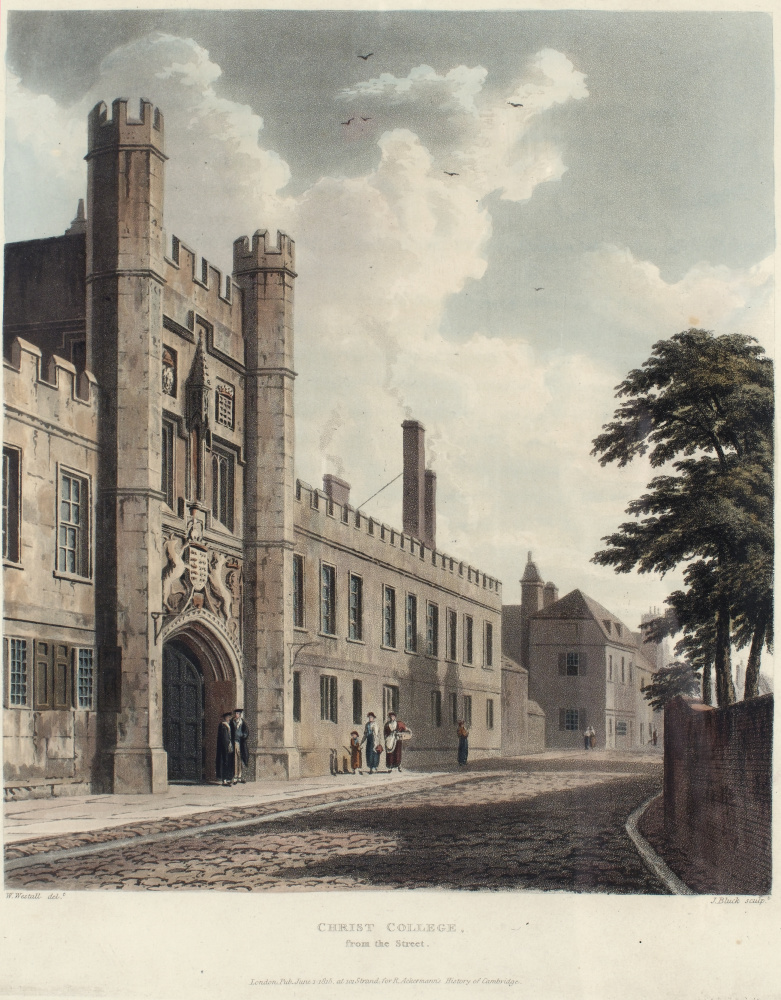 W. Westall delt.
J. Bluck sculpt.
CHRIST COLLEGE,
from the Street.
London, Pub. June 1. 1815. at 101 Strand, for R. Ackermann's History of Cambridge.